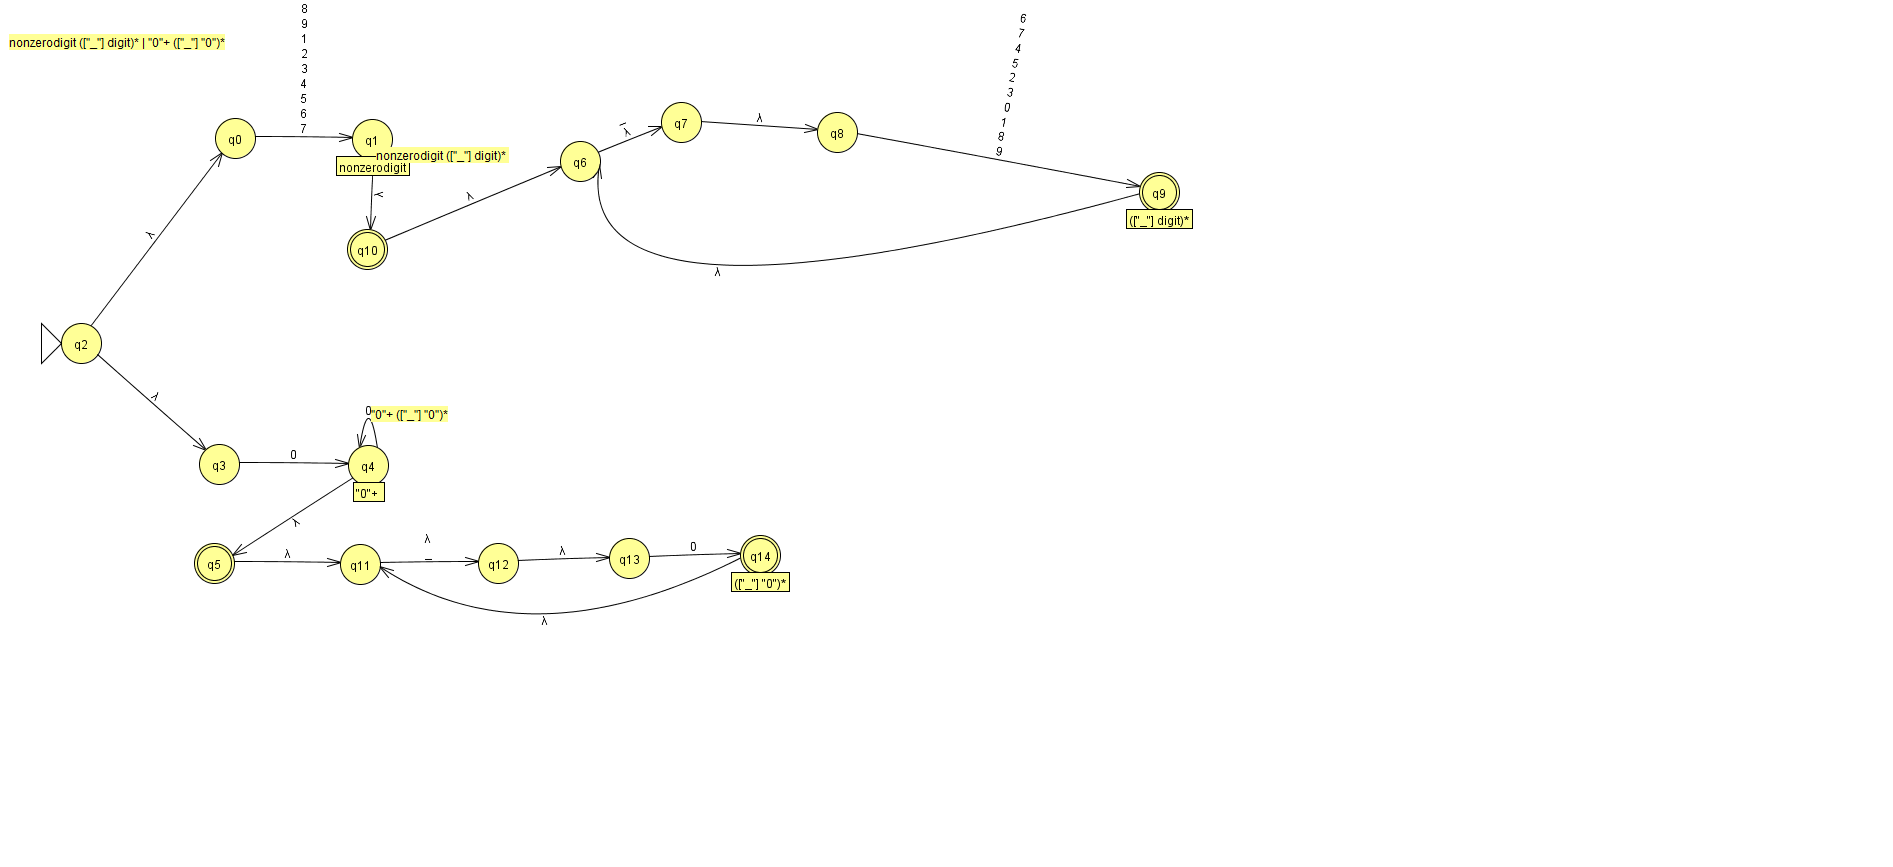 nonzerodigit (["_"] digit)* | "0"+ (["_"] "0")*
8
9
1
2
3
4
5
6
7
6
7
4
5
2
3
0
1
8
9
q0
q1
nonzerodigit (["_"] digit)*
nonzerodigit
λ
q10
λ
q6
_
λ
q7
λ
q8
q9
(["_"] digit)*
λ
λ
q2
λ
q3
0
0
"0"+ (["_"] "0")*
q4
"0"+
λ
q5
λ
q11
λ
_
q12
λ
q13
0
q14
(["_"] "0")*
λ